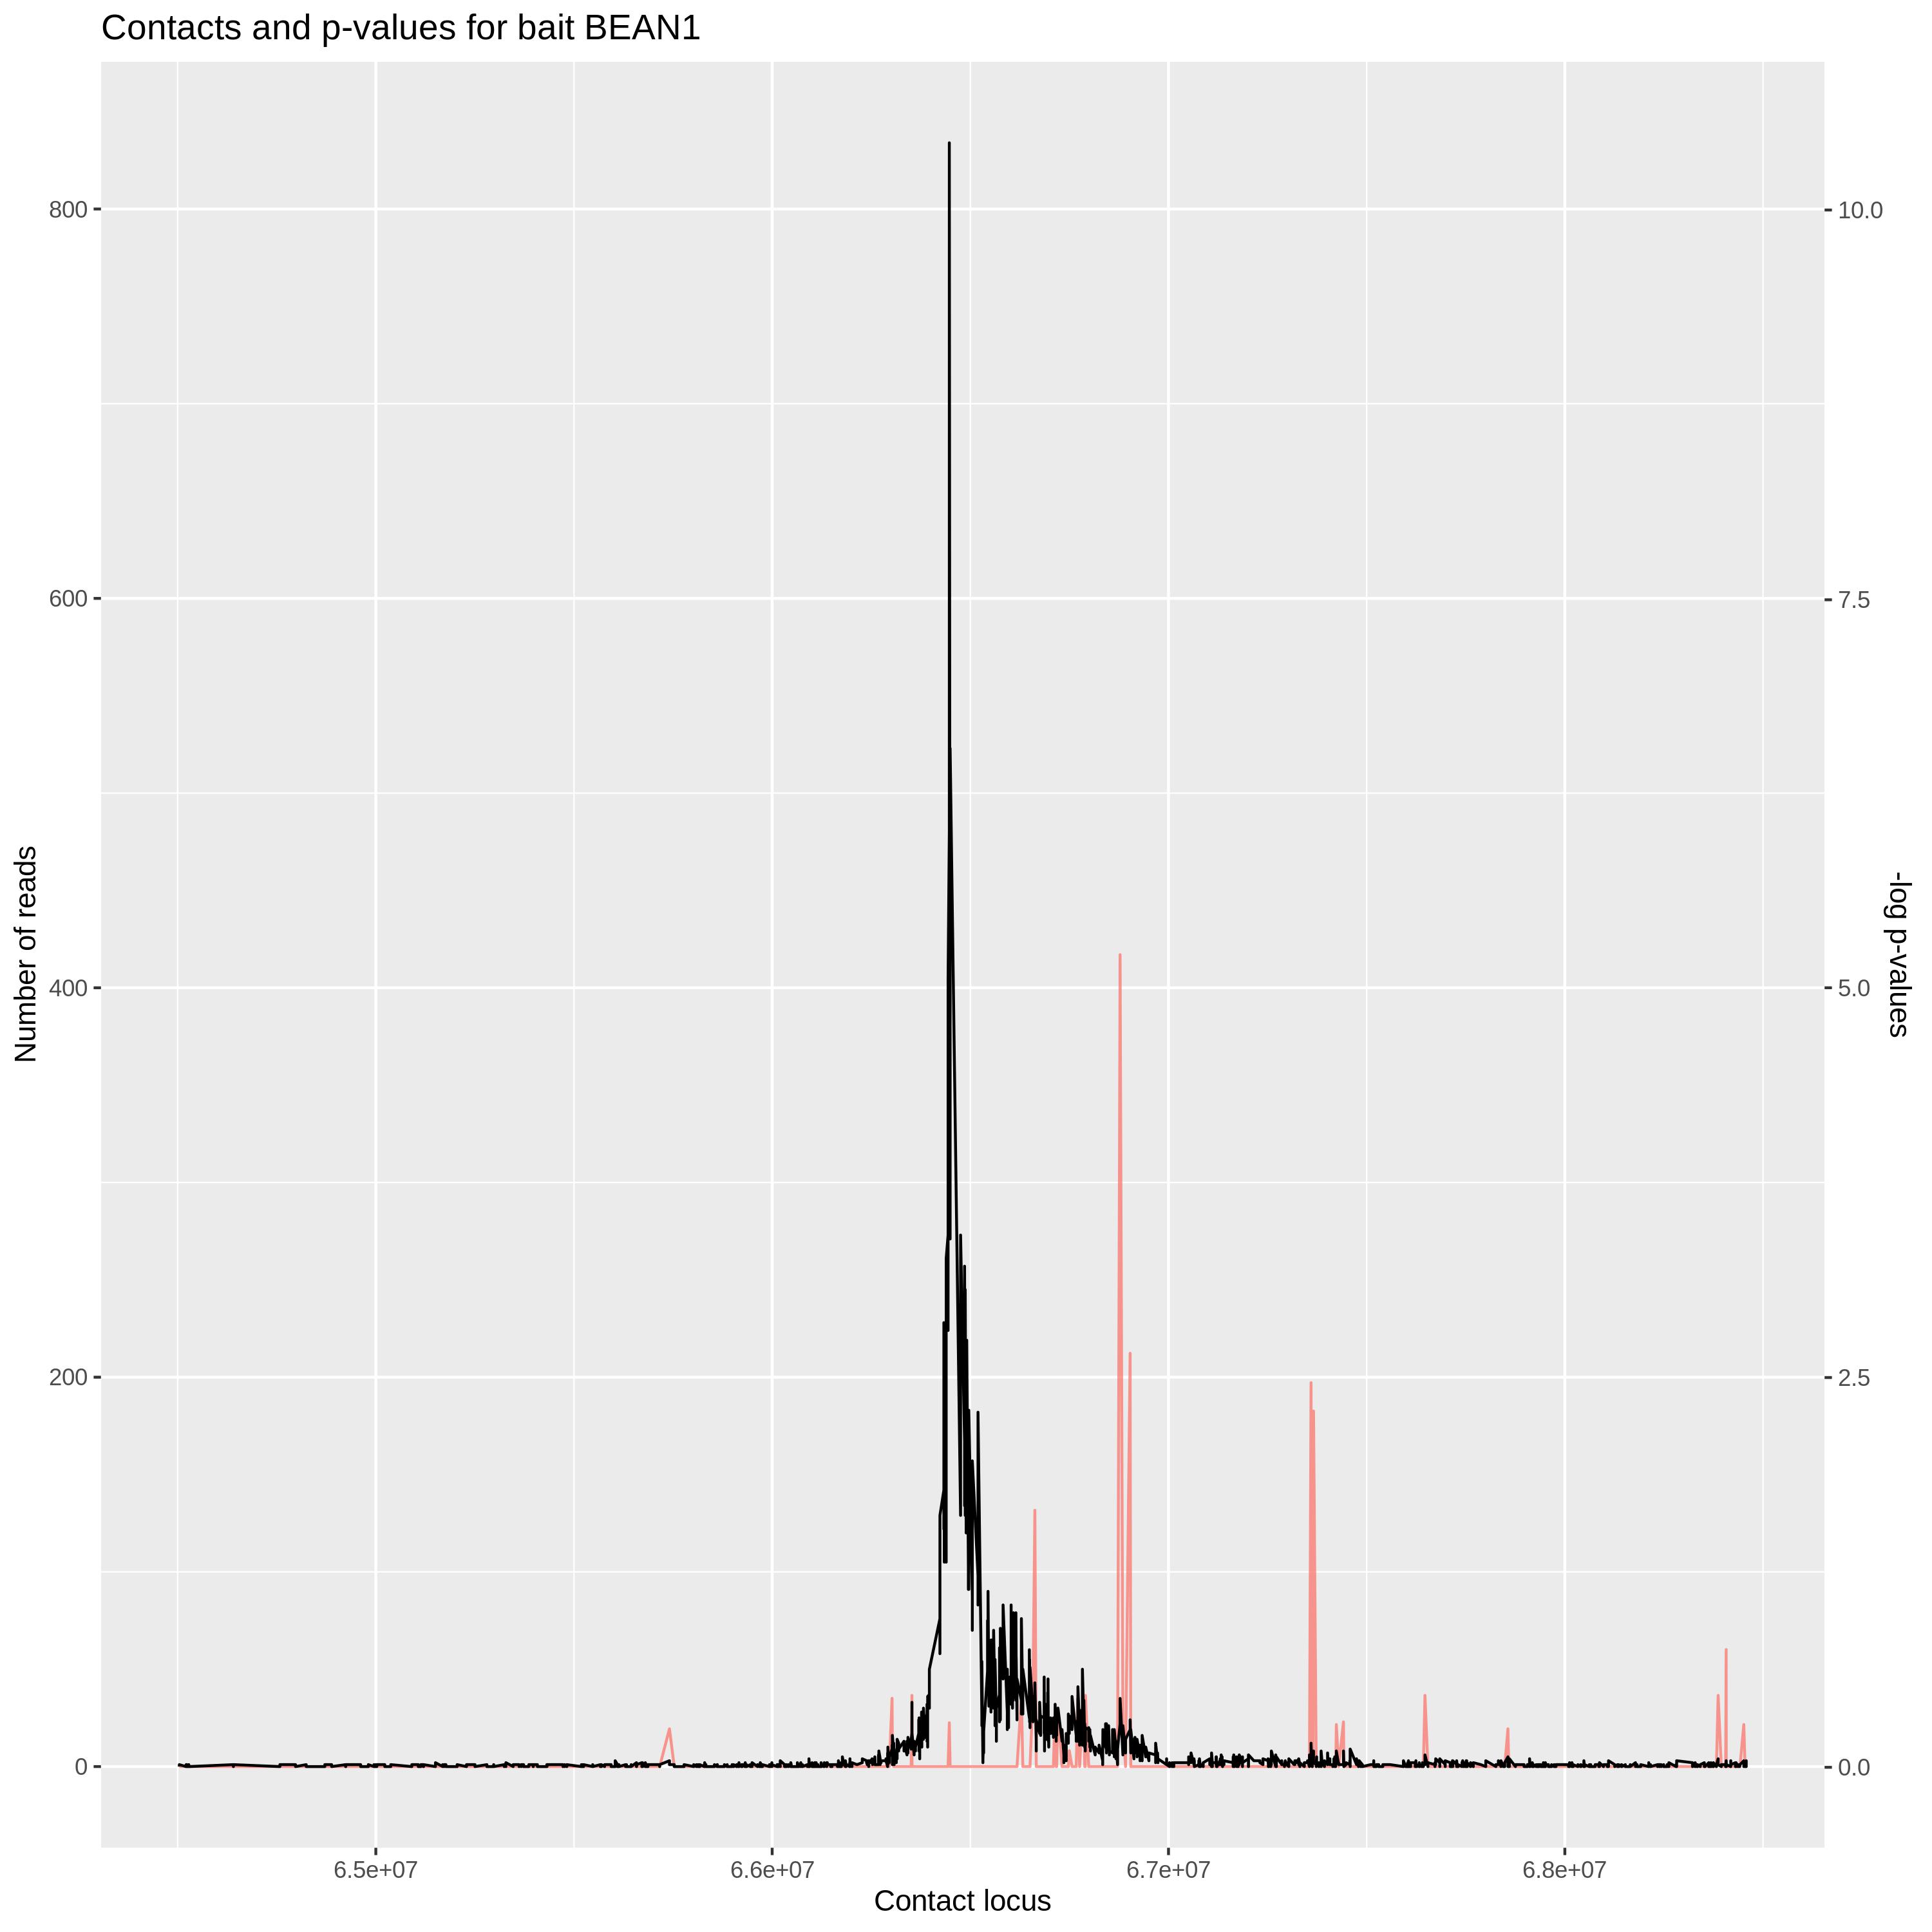 Contacts and p-values for bait BEAN1
800
600
400
200
0
10.0
7.5
5.0
2.5
0.0
Number of reads
-log p-values
6.5e+07
6.6e+07
6.7e+07
6.8e+07
Contact locus